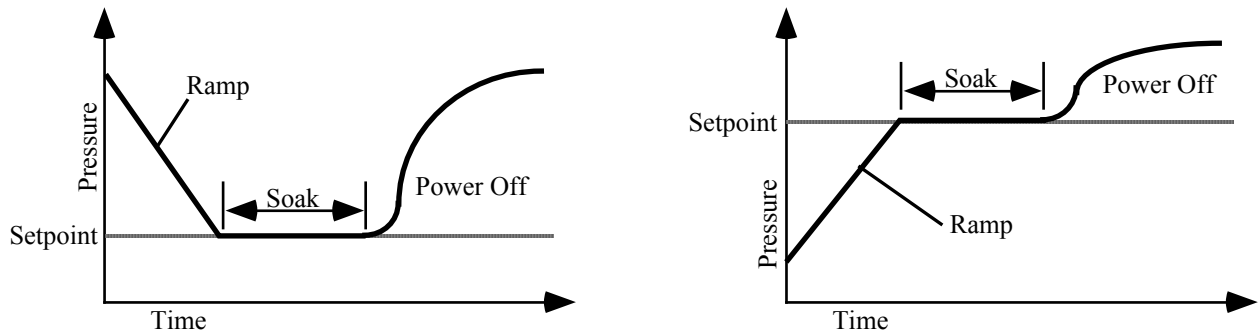 Ramp
Pressure
Soak
Power Off
Setpoint
Time
Soak
Power Off
Setpoint
Pressure
Ramp
Time